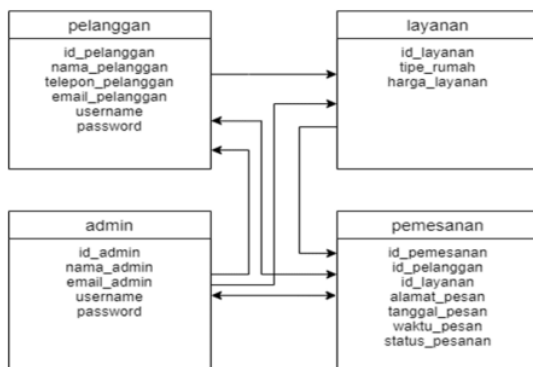 pelanggan
id_pelanggan
nama_pelanggan
telepon_pelanggan
email_pelanggan
username
password
layanan
id_layanan
tipe_rumah
harga_layanan
admin
id_admin
nama_admin
email_admin
username
password
pemesanan
id_pemesanan
id_pelanggan
id_layanan
alamat_pesan
tanggal_pesan
waktu_pesan
status_pesanan